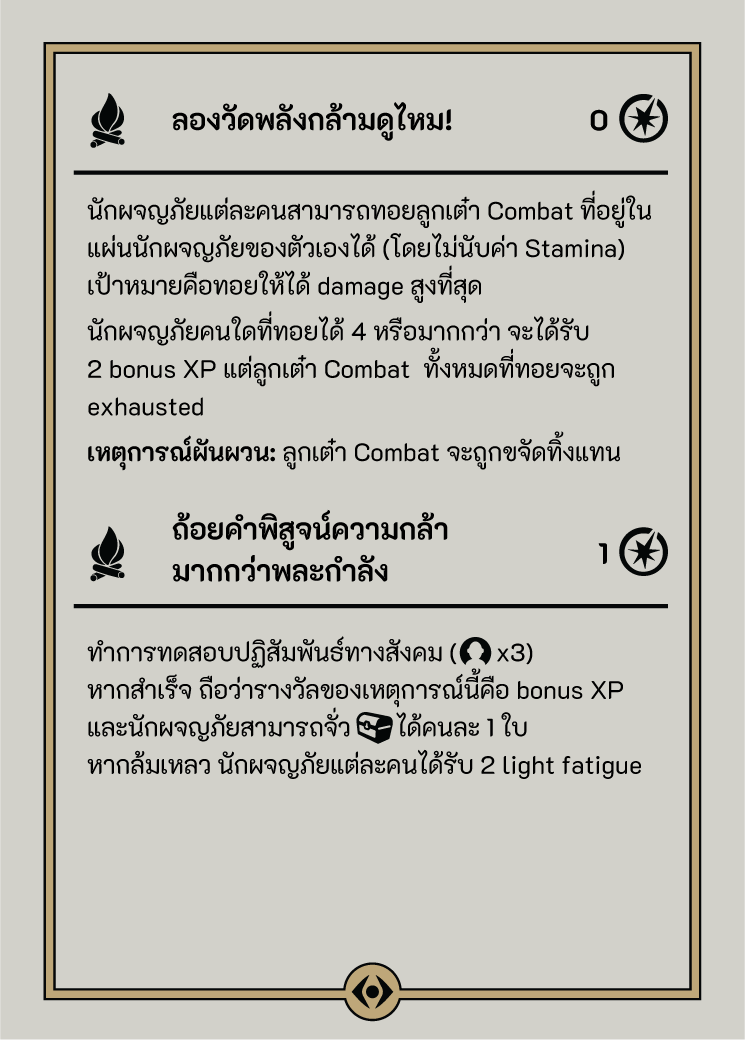 ลองวัดพลังกล้ามดูไหม!
0
นักผจญภัยแต่ละคนสามารถทอยลูกเต๋า Combat ที่อยู่ใน
แผ่นนักผจญภัยของตัวเองได้ (โดยไม่นับค่า Stamina)
เป้าหมายคือทอยให้ได้ damage สูงที่สุด
นักผจญภัยคนใดที่ทอยได้ 4 หรือมากกว่า จะได้รับ
2 bonus XP แต่ลูกเต๋า Combat ทั้งหมดที่ทอยจะถูก
exhausted
เหตุการณ์ผันผวน: ลูกเต๋า Combat จะถูกขจัดทิ้งแทน
ถ้อยคำพิสูจน์ความกล้า
มากกว่าพละกำลัง
1
ทำการทดสอบปฏิสัมพันธ์ทางสังคม ( x3)
หากสำเร็จ ถือว่ารางวัลของเหตุการณ์นี้คือ bonus XP
และนักผจญภัยสามารถจั่ว ได้คนละ 1 ใบ
หากล้มเหลว นักผจญภัยแต่ละคนได้รับ 2 light fatigue